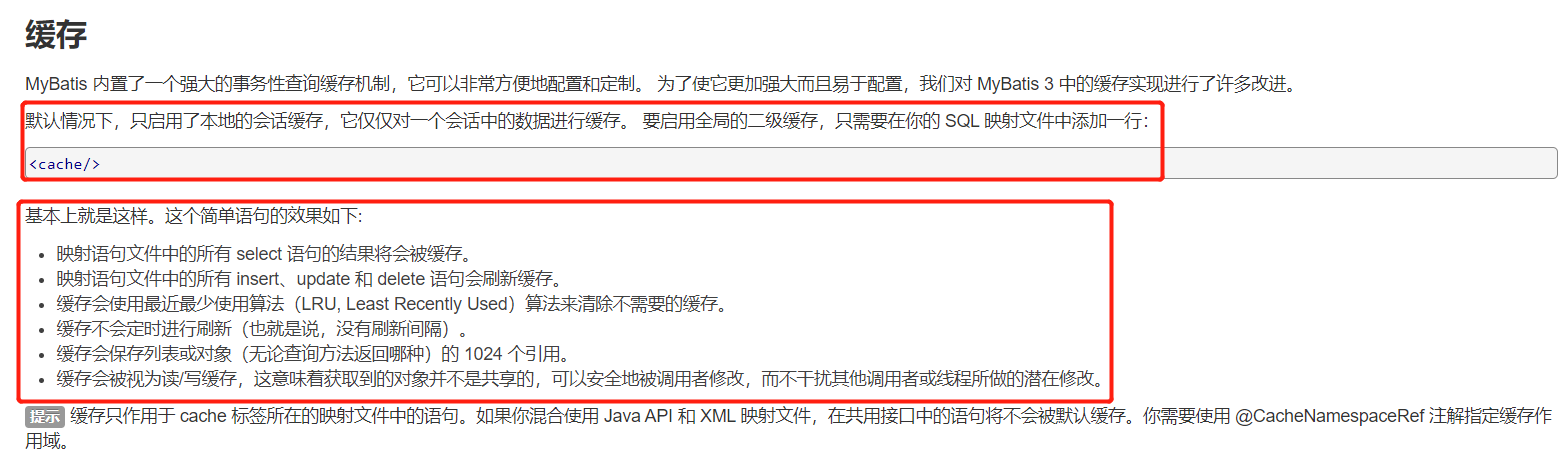 缓存
MyBatis 内置了一个强大的事务性查询缓存机制，它可以非常方便地配置和定制。 为了使它更加强大而且易于配置，我们对 MyBatis 3 中的缓存实现进行了许多改进。
默认情况下，只启用了本地的会话缓存，它仅仅对一个会话中的数据进行缓存。 要启用全局的二级缓存，只需要在你的 SQL 映射文件中添加一行：
<cache/>
基本上就是这样。这个简单语句的效果如下:
• 映射语句文件中的所有 select 语句的结果将会被缓存。
• 映射语句文件中的所有 insert、update 和 delete 语句会刷新缓存。
• 缓存会使用最近最少使用算法（LRU, Least Recently Used）算法来清除不需要的缓存。
• 缓存不会定时进行刷新（也就是说，没有刷新间隔）。
• 缓存会保存列表或对象（无论查询方法返回哪种）的 1024 个引用。
• 缓存会被视为读/写缓存，这意味着获取到的对象并不是共享的，可以安全地被调用者修改，而不干扰其他调用者或线程所做的潜在修改。
提示 缓存只作用于 cache 标签所在的映射文件中的语句。如果你混合使用 Java API 和 XML 映射文件，在共用接口中的语句将不会被默认缓存。你需要使用 @CacheNamespaceRef 注解指定缓存作
用域。